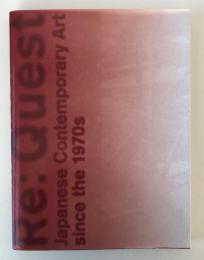 Re: Quest
Japanese Contemporary Art
since the 1970s